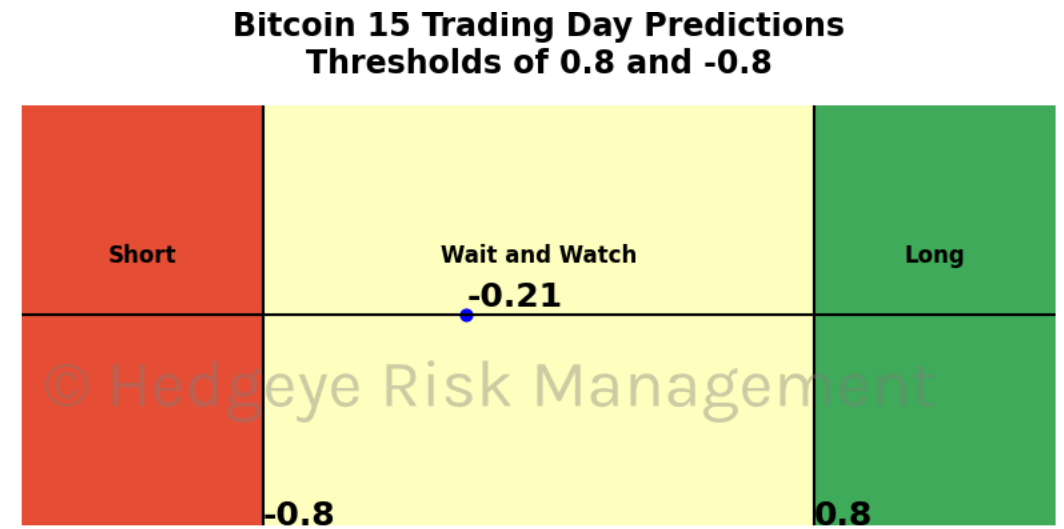 Bitcoin 15 Trading Day Predictions
Thresholds of 0.8 and -0.8
Short
Wait and Watch
Long
-0.21
© Hedgeye Risk Management
-0.8
0.8